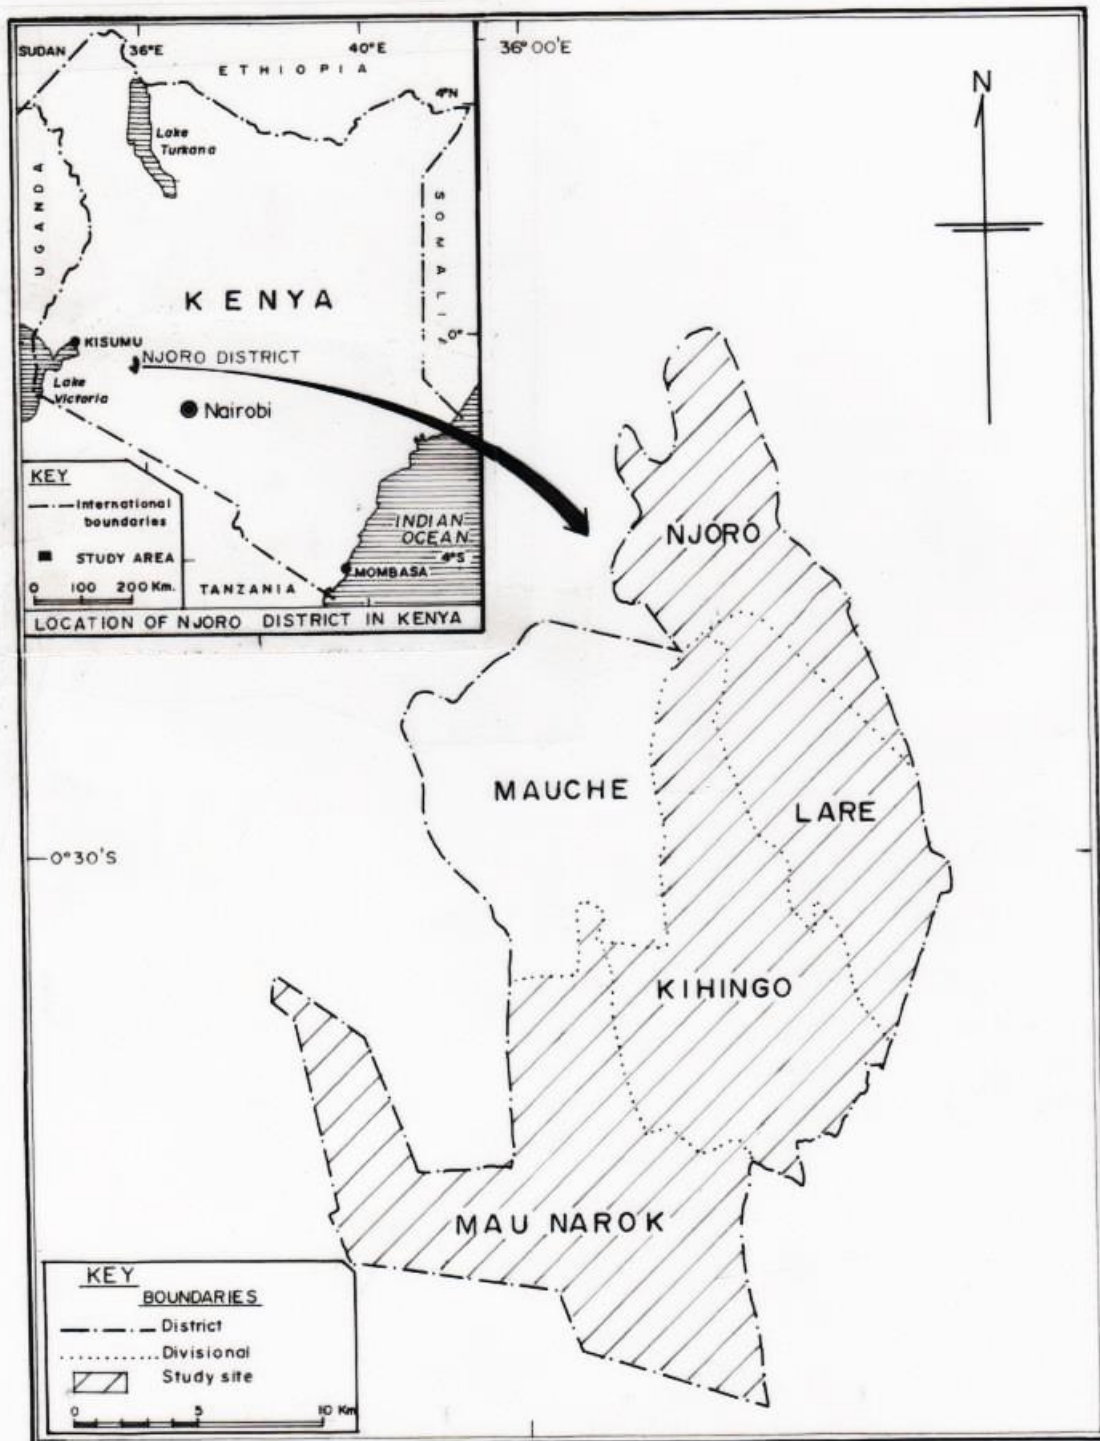 SUDAN 36°E 40°E
ETHIOPIA
4°N
Lake
Turkana
UGANDA
SOMALIA
KENYA
0°
KISUMU
NJORO DISTRICT
Lake
Victoria
Nairobi
KEY
International
boundaries
STUDY AREA
0 100 200 Km.
INDIAN
OCEAN
4°S
MOMBASA
TANZANIA
LOCATION OF NJORO DISTRICT IN KENYA
36°00'E
N
NJORO
MAUCHE
LARE
0°30'S
KIHINGO
MAU NAROK
KEY
BOUNDARIES
District
Divisional
Study site
0 5 10 Km